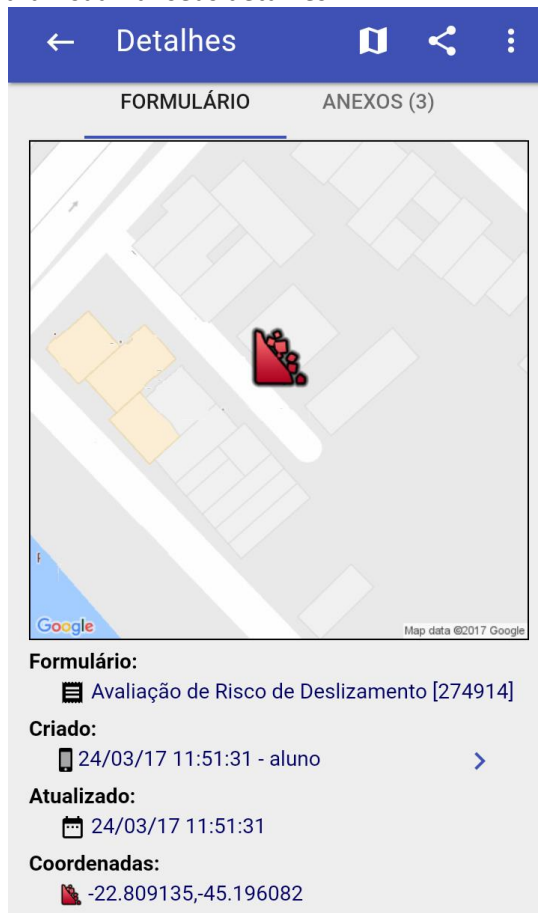 Detalhes
FORMULÁRIO
ANEXOS (3)
Google
Map data ©2017 Google
Formulário:
Avaliação de Risco de Deslizamento [274914]
Criado:
24/03/17 11:51:31 - aluno
Atualizado:
24/03/17 11:51:31
Coordenadas:
-22.809135,-45.196082